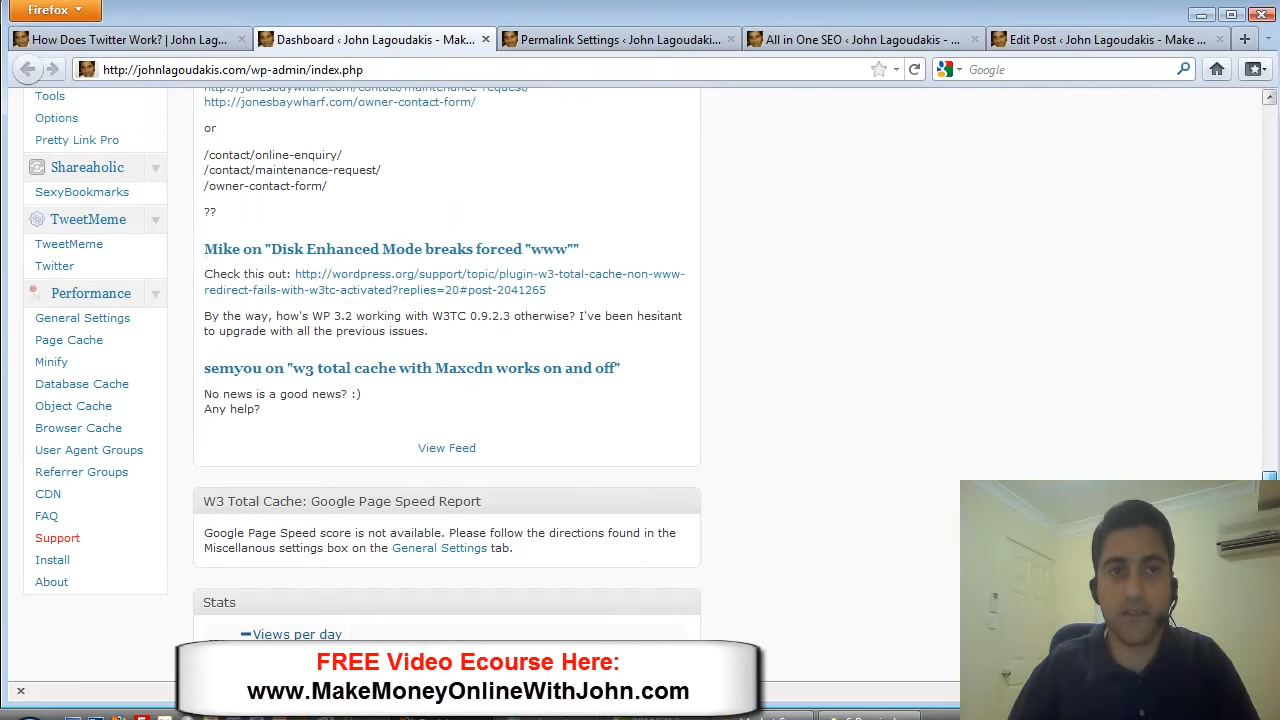 Firefox
How Does Twitter Work? | John Lag...
Dashboard ‹ John Lagoudakis - Mak...
Permalink Settings ‹ John Lagoudaki...
All in One SEO ‹ John Lagoudakis - ...
Edit Post ‹ John Lagoudakis - Make ...
http://johnlagoudakis.com/wp-admin/index.php
Google
Tools
Options
Pretty Link Pro
Shareaholic
SexyBookmarks
TweetMeme
TweetMeme
Twitter
Performance
General Settings
Page Cache
Minify
Database Cache
Object Cache
Browser Cache
User Agent Groups
Referrer Groups
CDN
FAQ
Support
Install
About
http://jonesbaywharf.com/contact/maintenance-request/
http://jonesbaywharf.com/owner-contact-form/
or
/contact/online-enquiry/
/contact/maintenance-request/
/owner-contact-form/
??
Mike on "Disk Enhanced Mode breaks forced "www""
Check this out: http://wordpress.org/support/topic/plugin-w3-total-cache-non-www-
redirect-fails-with-w3tc-activated?replies=20#post-2041265
By the way, how's WP 3.2 working with W3TC 0.9.2.3 otherwise? I've been hesitant
to upgrade with all the previous issues.
semyou on "w3 total cache with Maxcdn works on and off"
No news is a good news? :)
Any help?
View Feed
W3 Total Cache: Google Page Speed Report
Google Page Speed score is not available. Please follow the directions found in the
Miscellanous settings box on the General Settings tab.
Stats
Views per day
FREE Video Ecourse Here:
www.MakeMoneyOnlineWithJohn.com